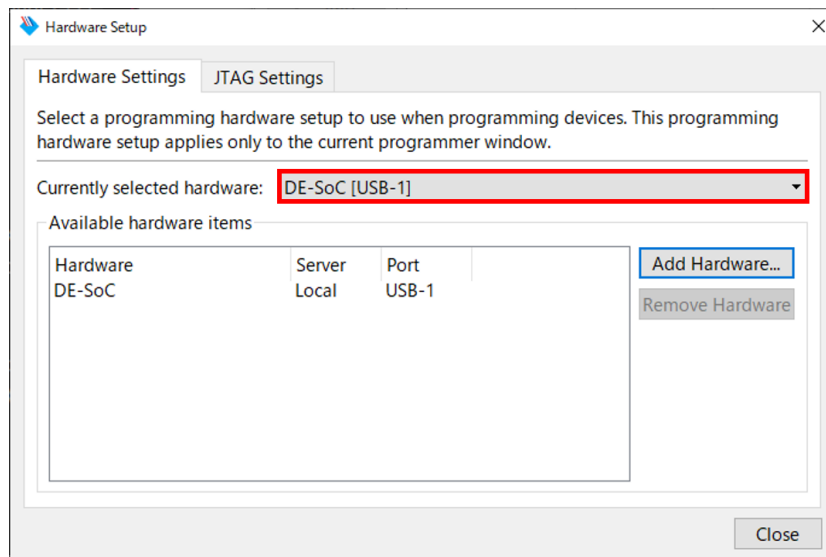 Hardware Setup
Hardware Settings
JTAG Settings
Select a programming hardware setup to use when programming devices. This programming
hardware setup applies only to the current programmer window.
Currently selected hardware: DE-SoC [USB-1]
Available hardware items
Hardware Server Port
DE-SoC Local USB-1
Add Hardware...
Remove Hardware
Close